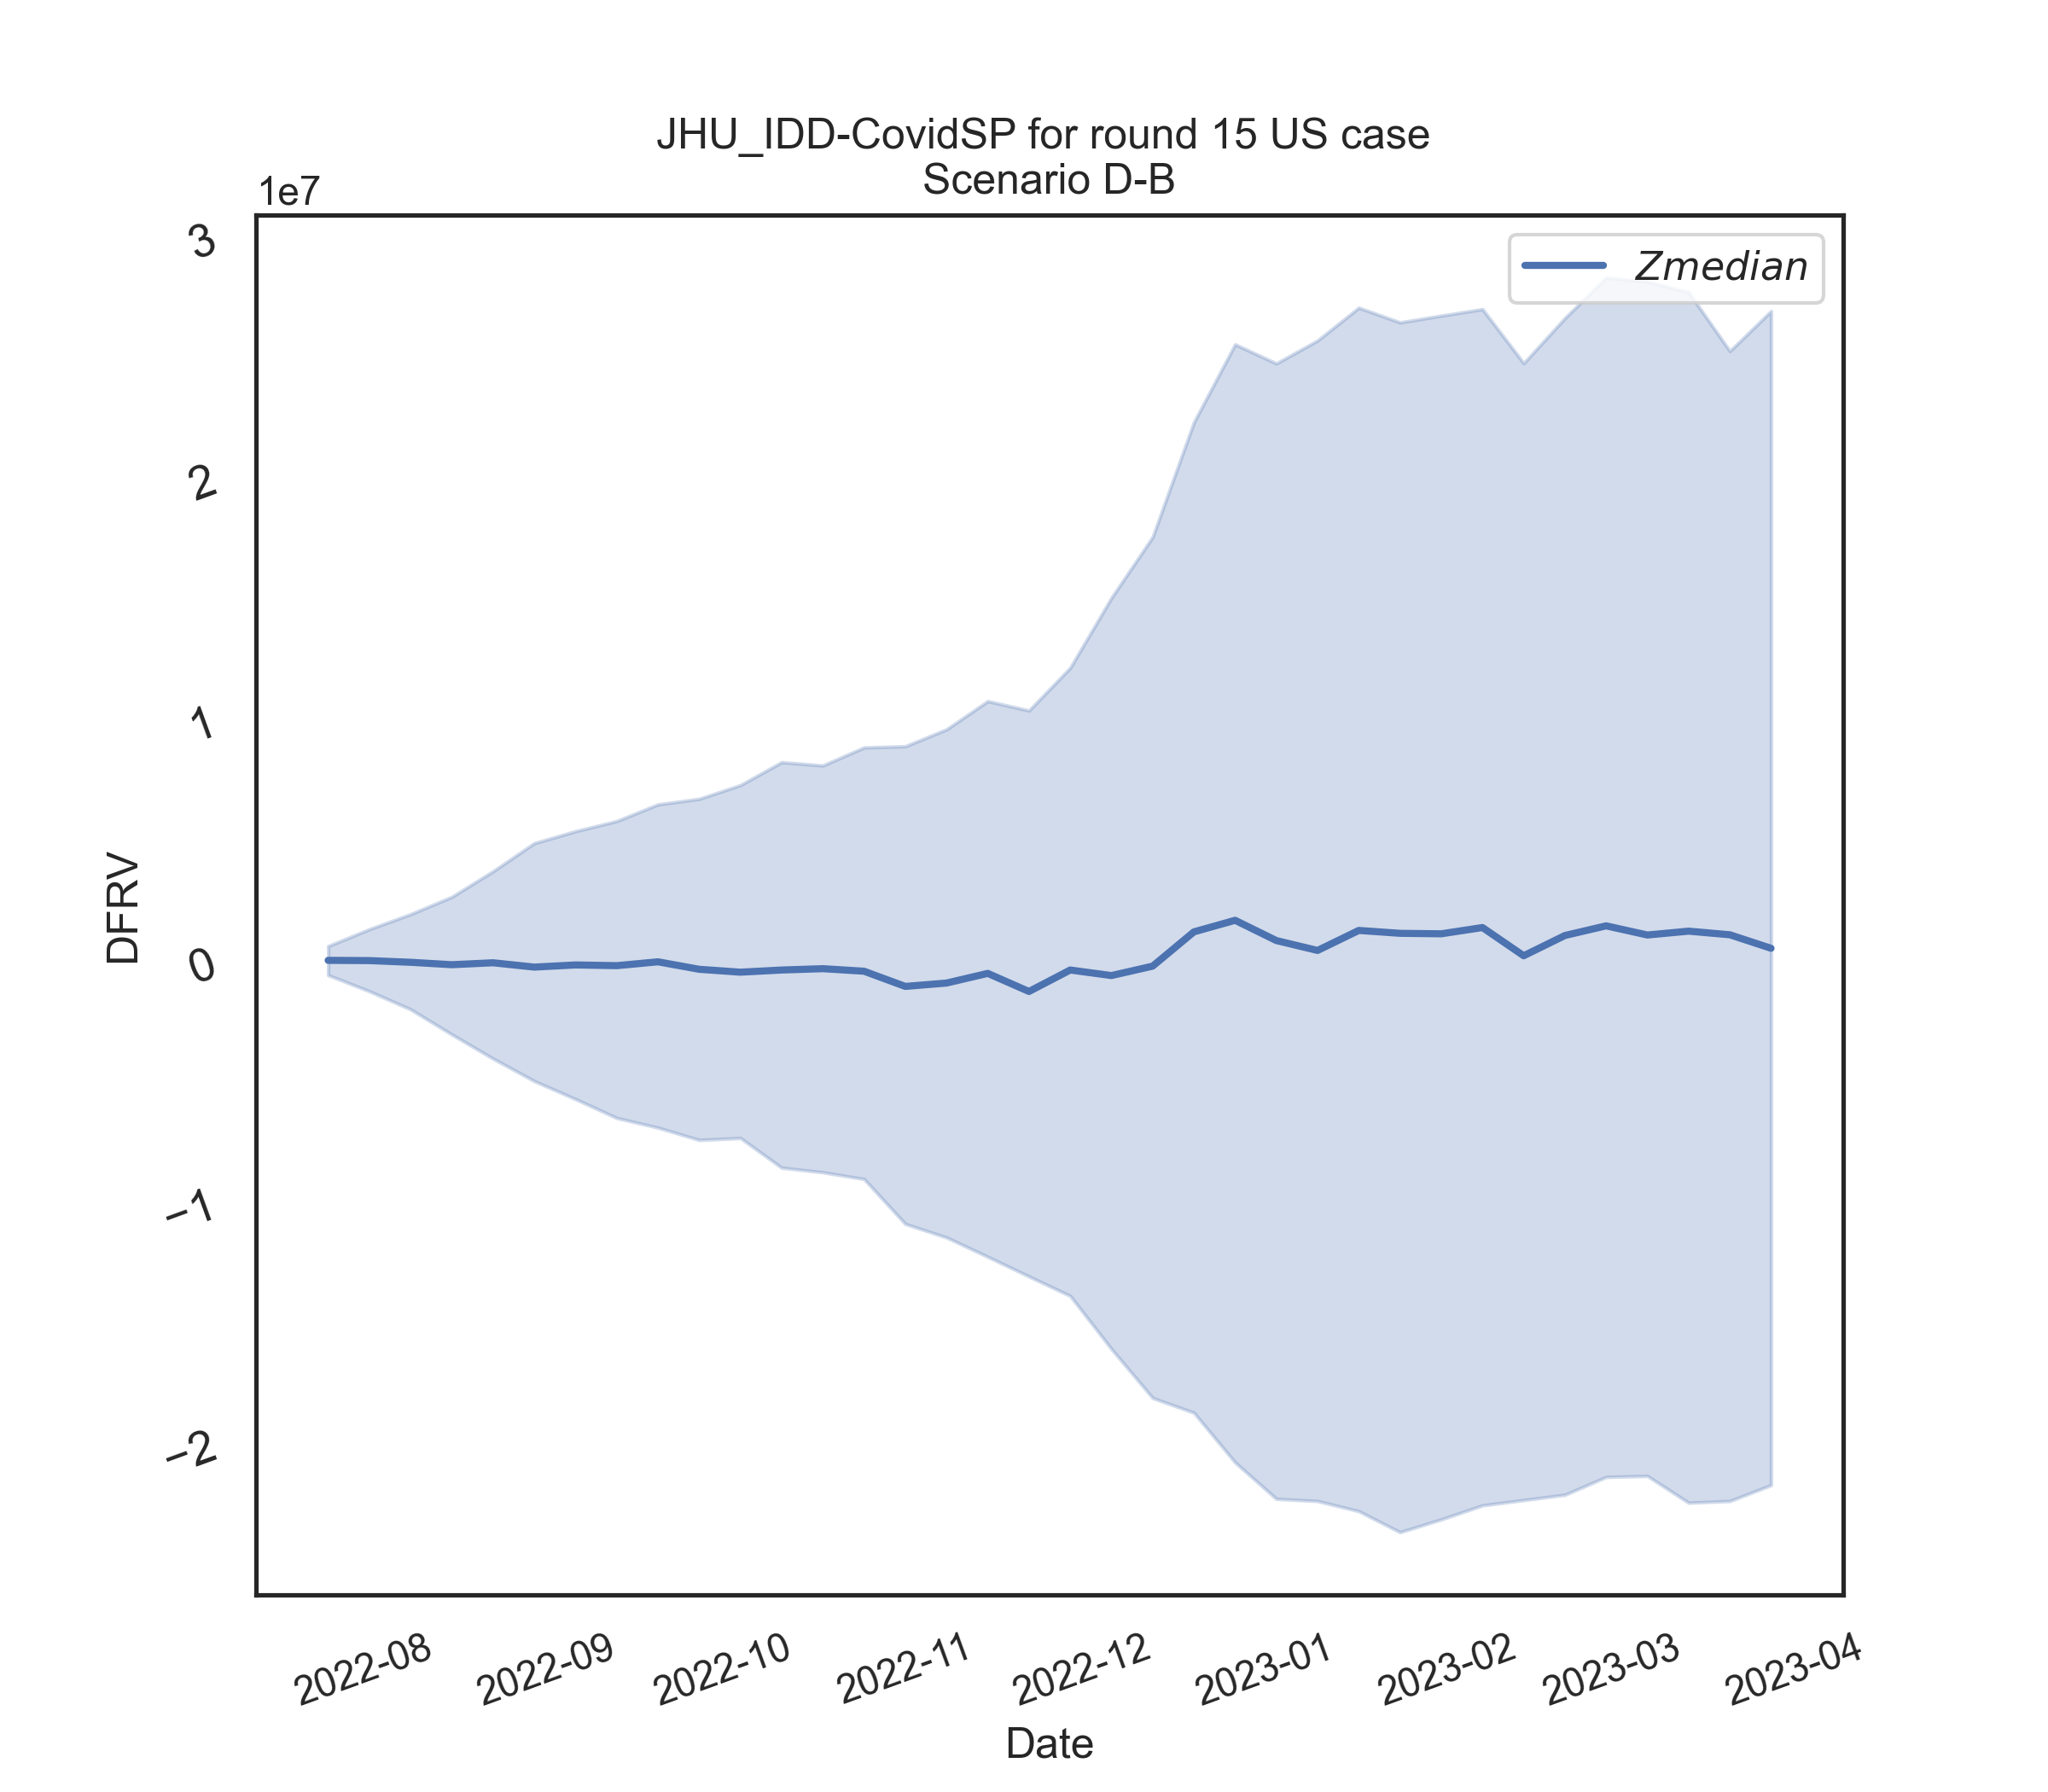 JHU_IDD-CovidSP for round 15 US case
Scenario D-B
1e7
Zmedian
3
2
1
0
−1
−2
DFRV
2022-08
2022-09
2022-10
2022-11
2022-12
2023-01
2023-02
2023-03
2023-04
Date